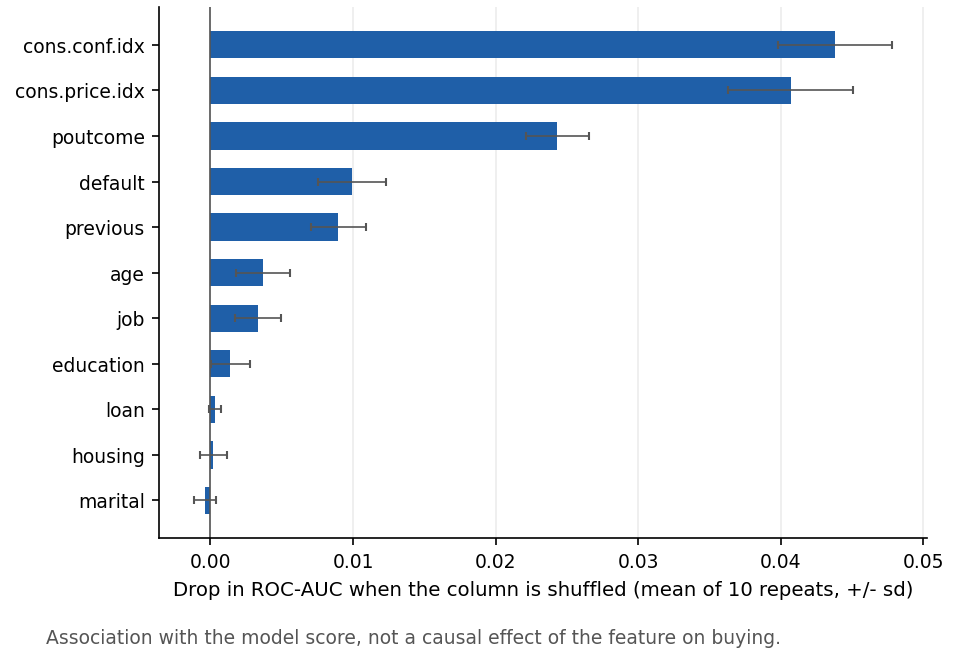 cons.conf.idx
cons.price.idx
poutcome
default
previous
age
job
education
loan
housing
marital
0.00 0.01 0.02 0.03 0.04 0.05
Drop in ROC-AUC when the column is shuffled (mean of 10 repeats, +/- sd)
Association with the model score, not a causal effect of the feature on buying.